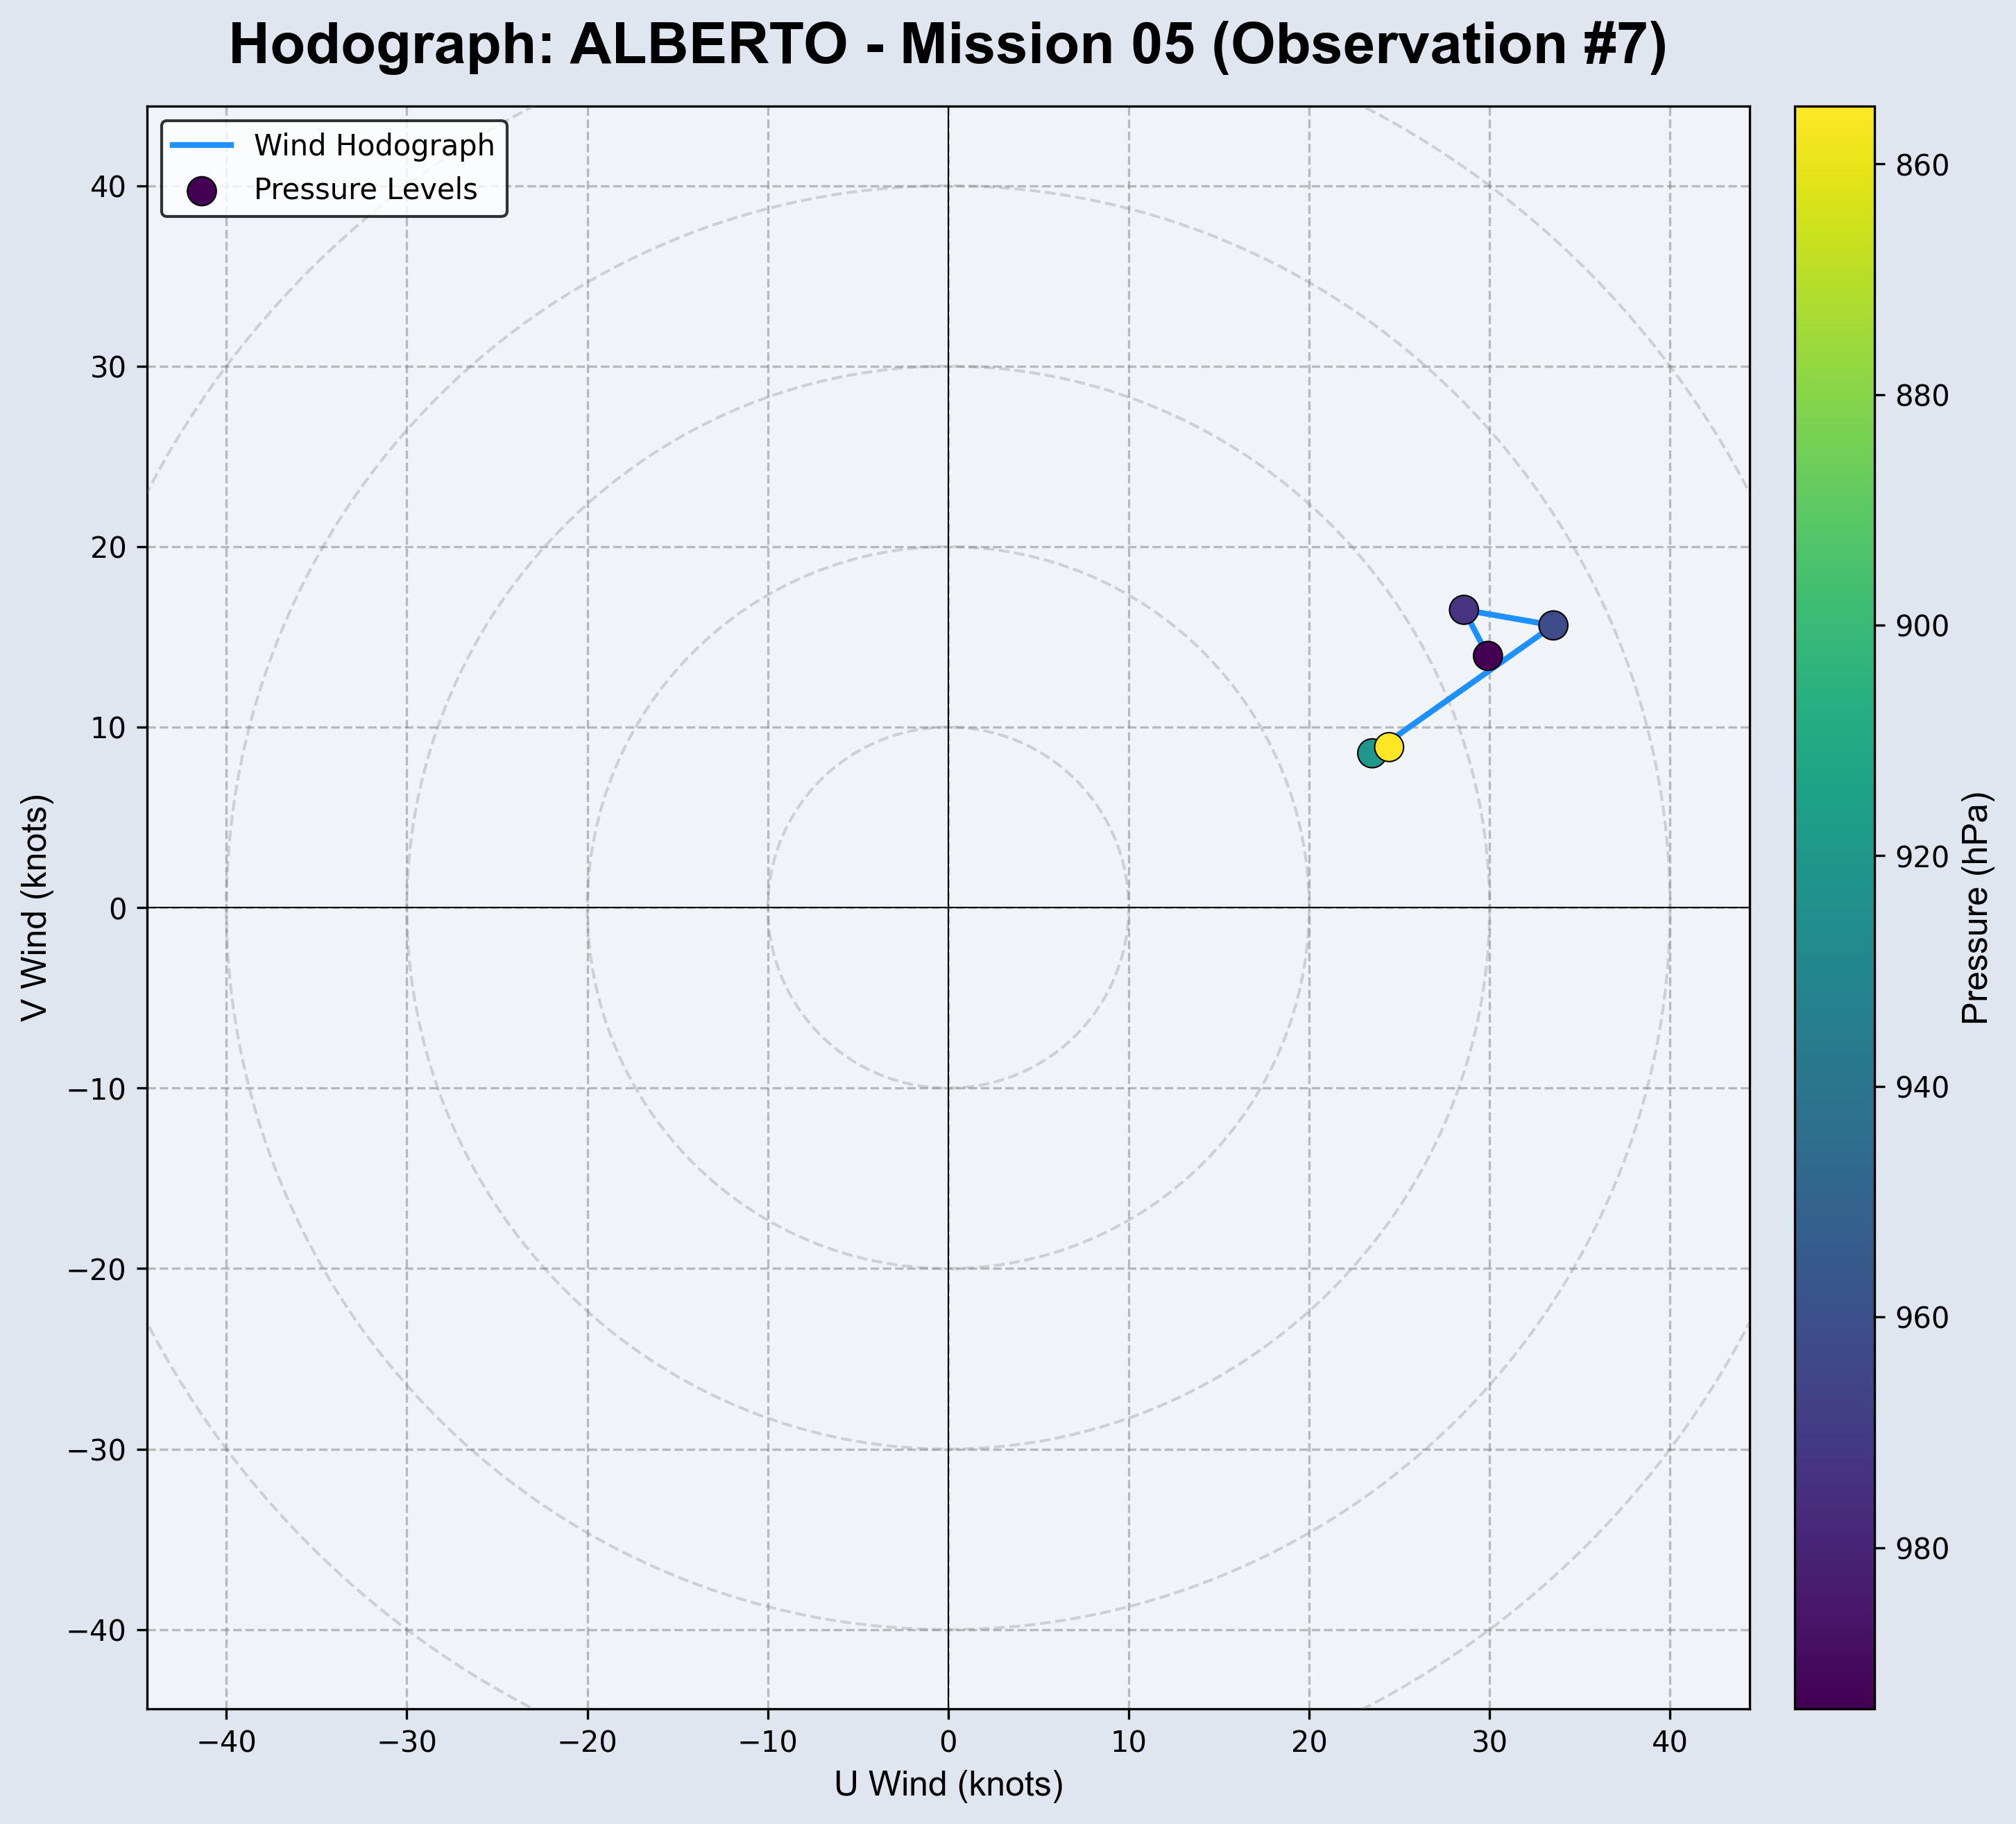 Hodograph: ALBERTO - Mission 05 (Observation #7)
Wind Hodograph
Pressure Levels
40
30
20
10
0
−10
−20
−30
−40
V Wind (knots)
−40 −30 −20 −10 0 10 20 30 40
U Wind (knots)
860
880
900
920
940
960
980
Pressure (hPa)